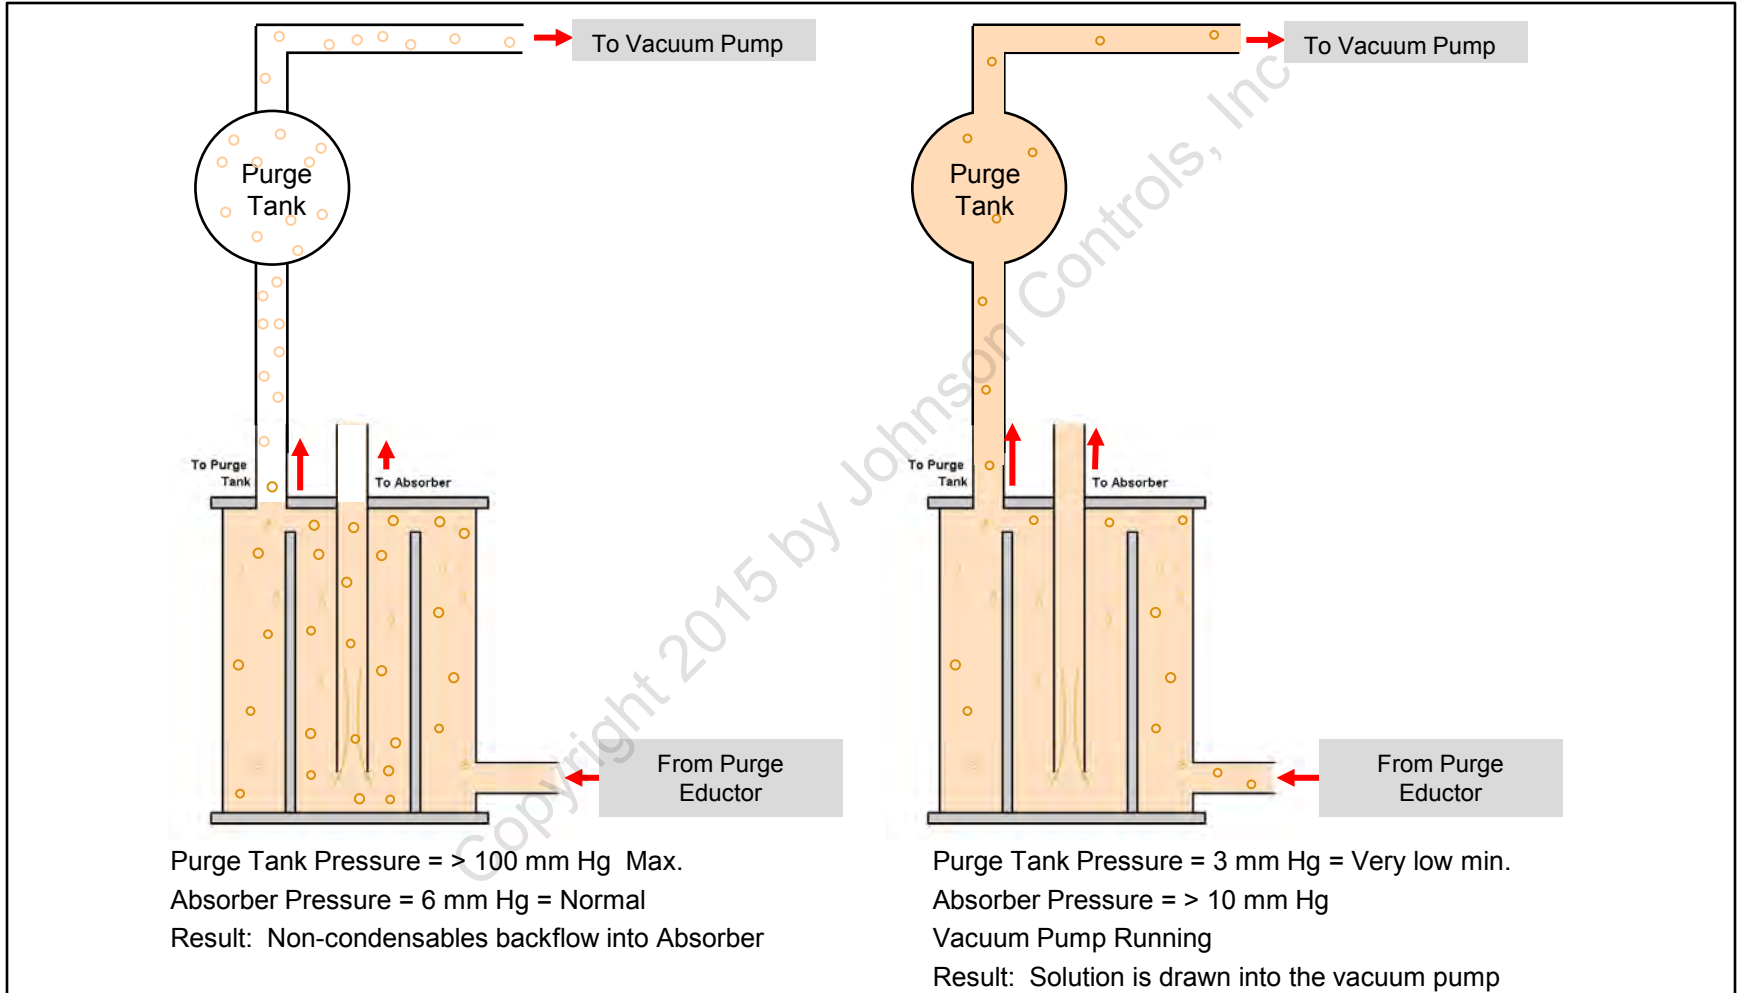 To Vacuum Pump
Purge
Tank
To Purge
Tank
To Absorber
From Purge
Eductor
Purge Tank Pressure = > 100 mm Hg  Max.
Absorber Pressure = 6 mm Hg = Normal
Result:  Non-condensables backflow into Absorber
To Vacuum Pump
Purge
Tank
To Purge
Tank
To Absorber
From Purge
Eductor
Purge Tank Pressure = 3 mm Hg = Very low min.
Absorber Pressure = > 10 mm Hg
Vacuum Pump Running
Result:  Solution is drawn into the vacuum pump
Copyright 2015 by Johnson Controls, Inc